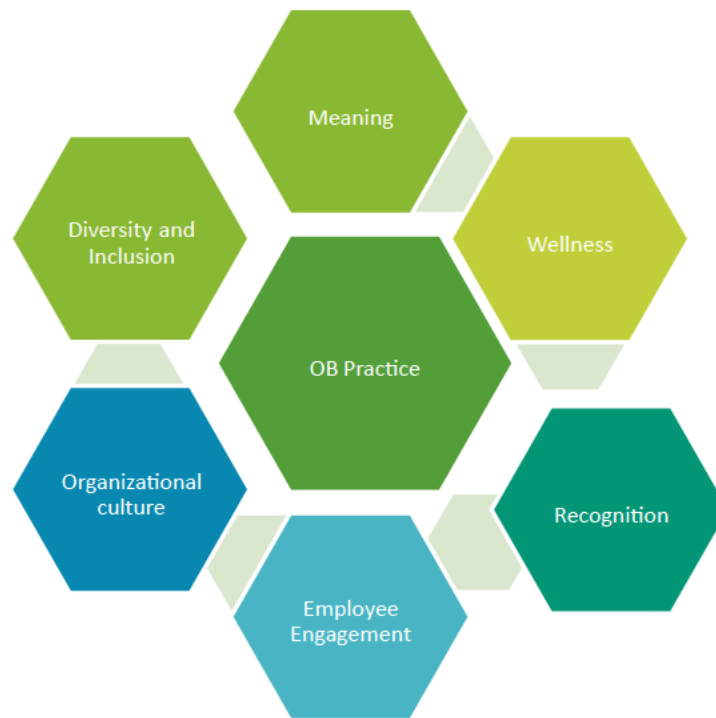 Meaning
Diversity and
Inclusion
Wellness
OB Practice
Organizational
culture
Recognition
Employee
Engagement